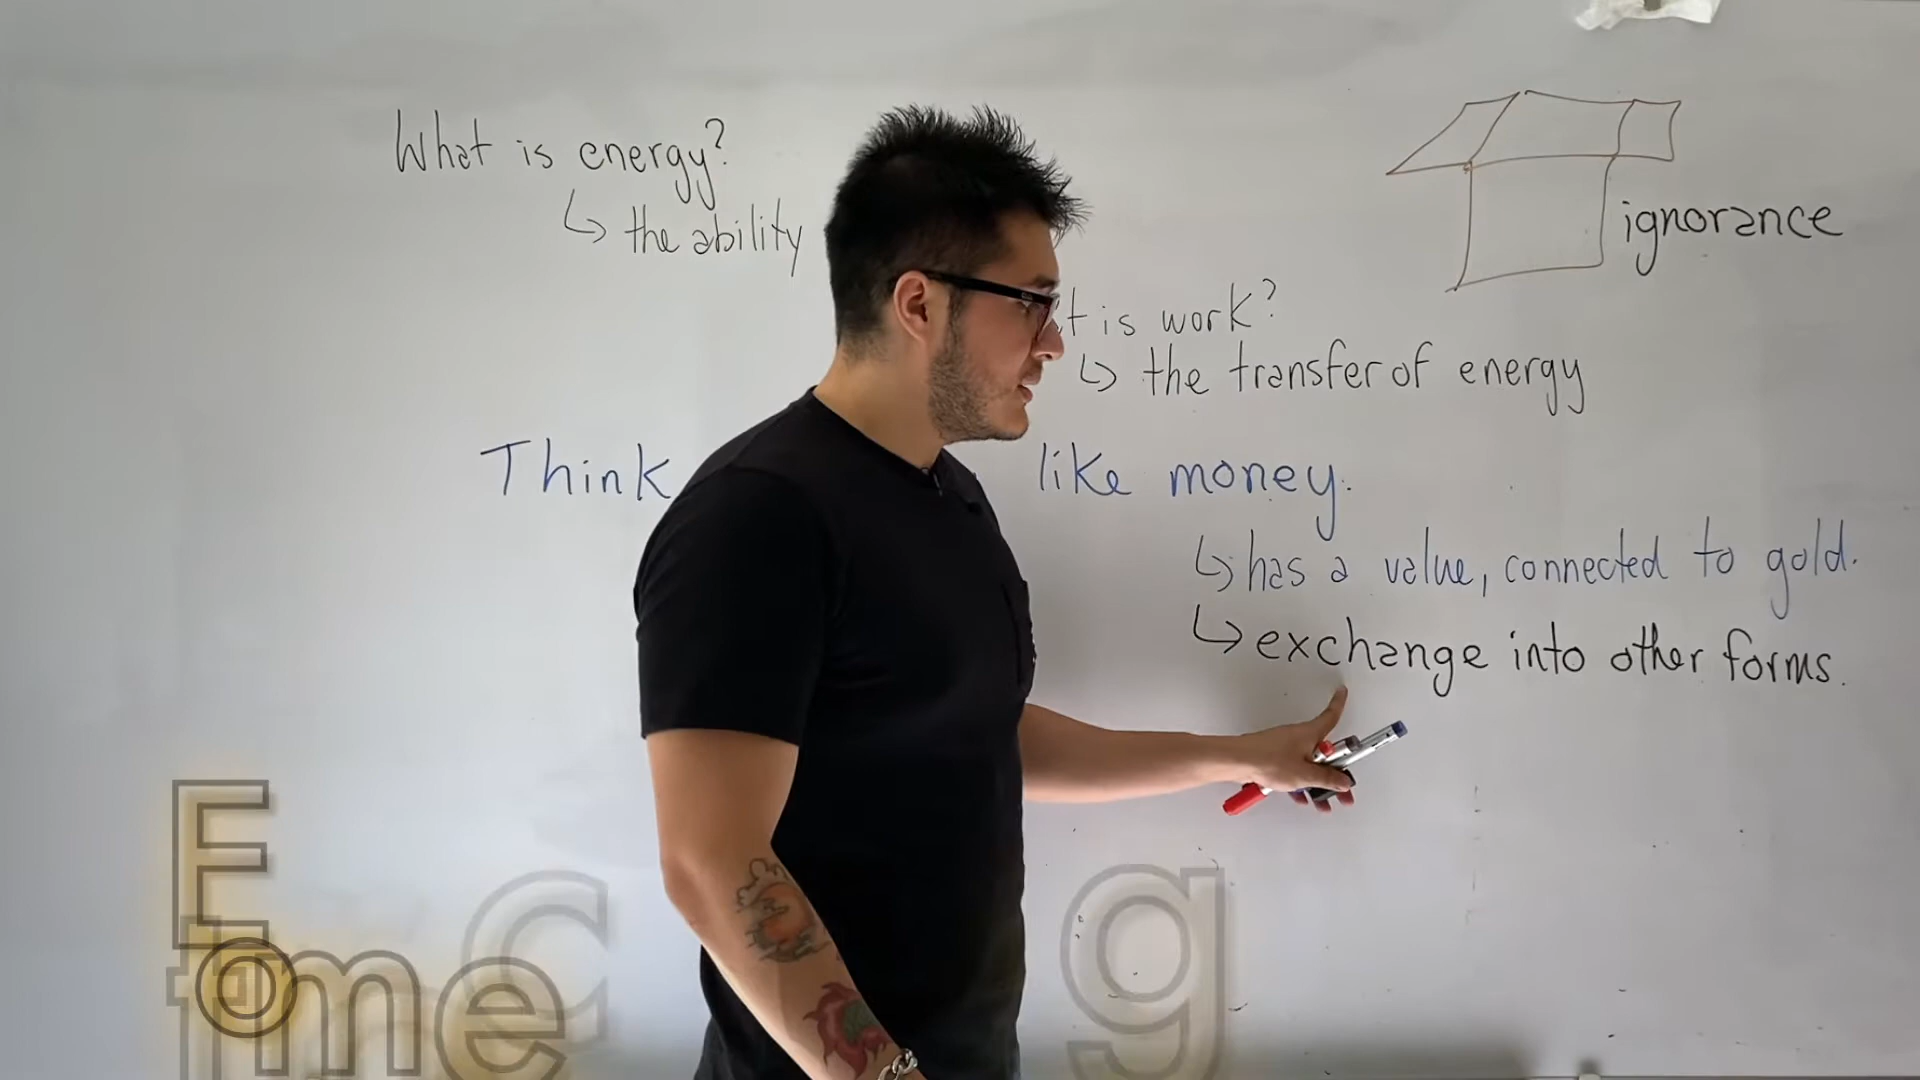 What is energy?
↳ the ability
ignorance
t is work?
↳ the transfer of energy
Think like money.
↳ has a value, connected to gold.
↳ exchange into other forms.